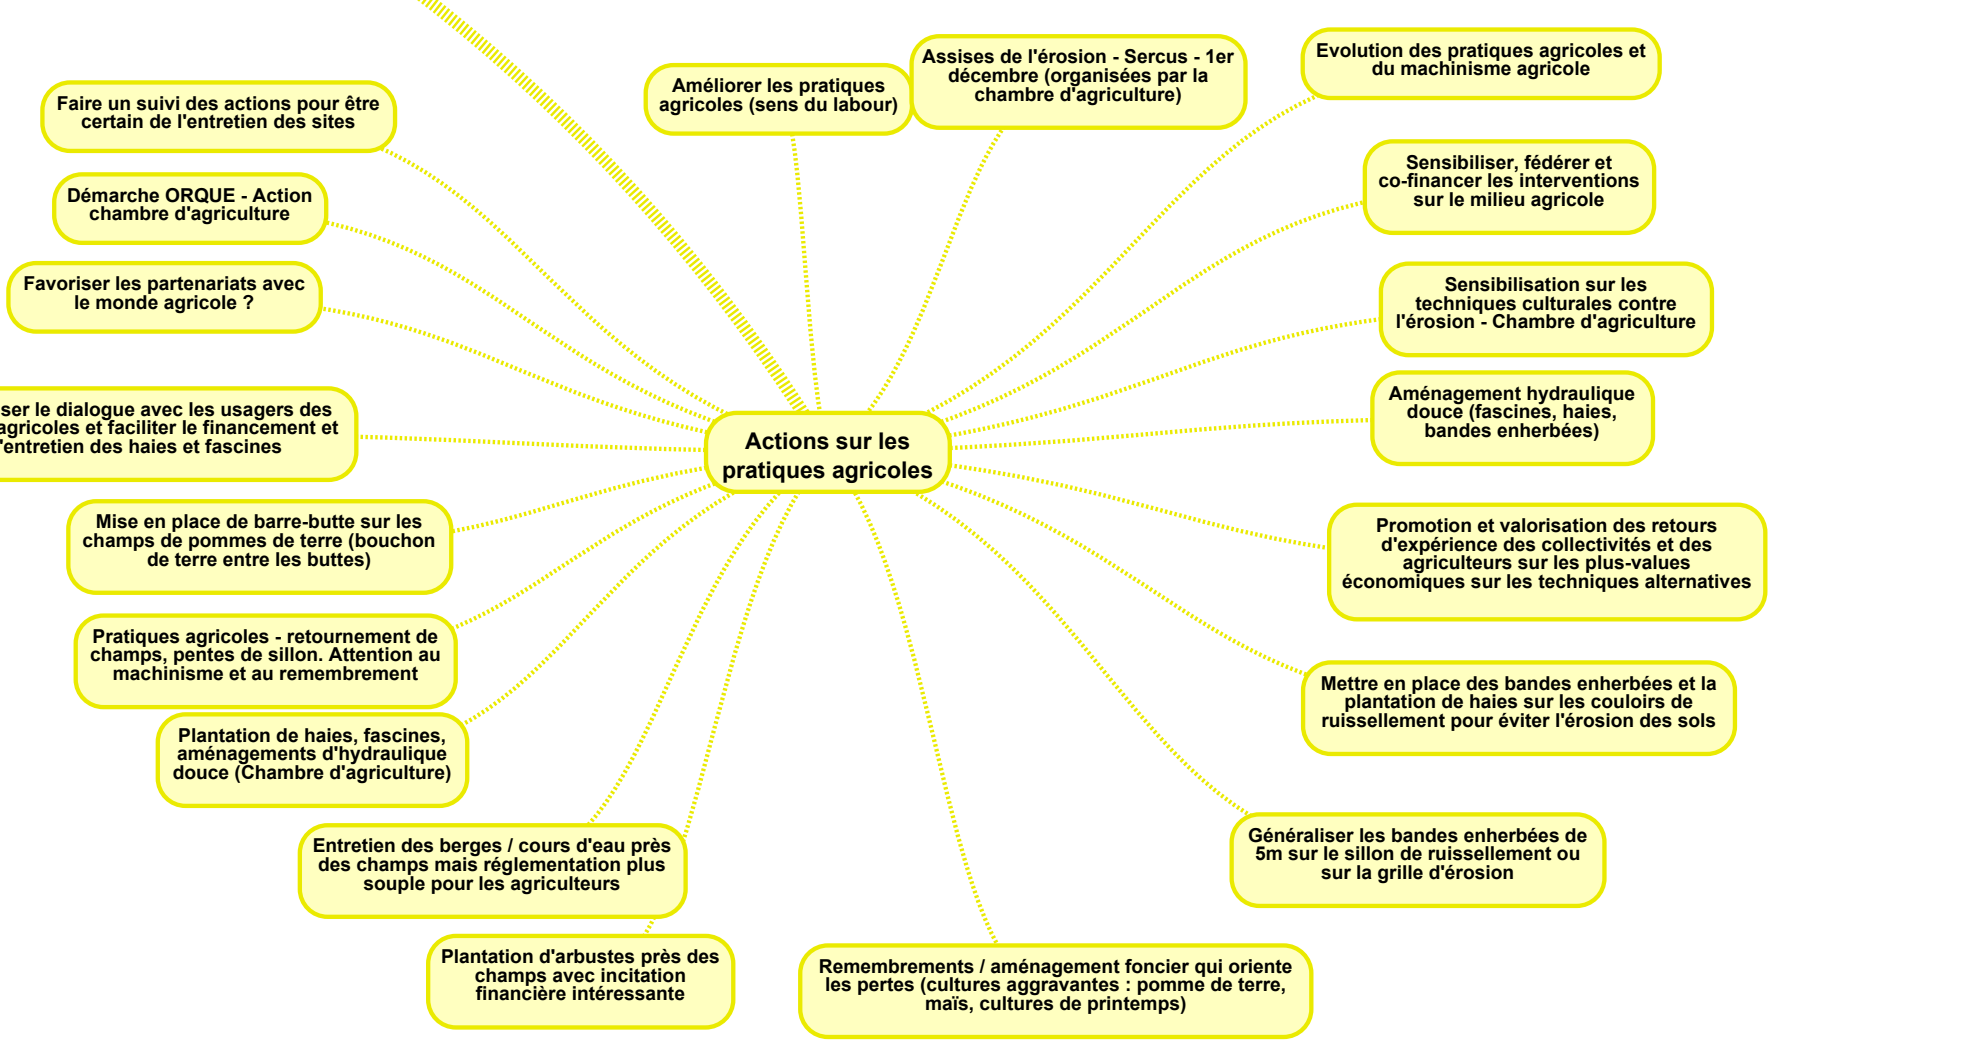 Améliorer les pratiques
agricoles (sens du labour)
Assises de l'érosion - Sercus - 1er
décembre (organisées par la
chambre d'agriculture)
Evolution des pratiques agricoles et
du machinisme agricole
Faire un suivi des actions pour être
certain de l'entretien des sites
Sensibiliser, fédérer et
co-financer les interventions
sur le milieu agricole
Démarche ORQUE - Action
chambre d'agriculture
Favoriser les partenariats avec
le monde agricole ?
Sensibilisation sur les
techniques culturales contre
l'érosion - Chambre d'agriculture
ser le dialogue avec les usagers des
agricoles et faciliter le financement et
'entretien des haies et fascines
Aménagement hydraulique
douce (fascines, haies,
bandes enherbées)
Actions sur les
pratiques agricoles
Mise en place de barre-butte sur les
champs de pommes de terre (bouchon
de terre entre les buttes)
Promotion et valorisation des retours
d'expérience des collectivités et des
agriculteurs sur les plus-values
économiques sur les techniques alternatives
Pratiques agricoles - retournement de
champs, pentes de sillon. Attention au
machinisme et au remembrement
Mettre en place des bandes enherbées et la
plantation de haies sur les couloirs de
ruissellement pour éviter l'érosion des sols
Plantation de haies, fascines,
aménagements d'hydraulique
douce (Chambre d'agriculture)
Entretien des berges / cours d'eau près
des champs mais réglementation plus
souple pour les agriculteurs
Généraliser les bandes enherbées de
5m sur le sillon de ruissellement ou
sur la grille d'érosion
Plantation d'arbustes près des
champs avec incitation
financière intéressante
Remembrements / aménagement foncier qui oriente
les pertes (cultures aggravantes : pomme de terre,
maïs, cultures de printemps)